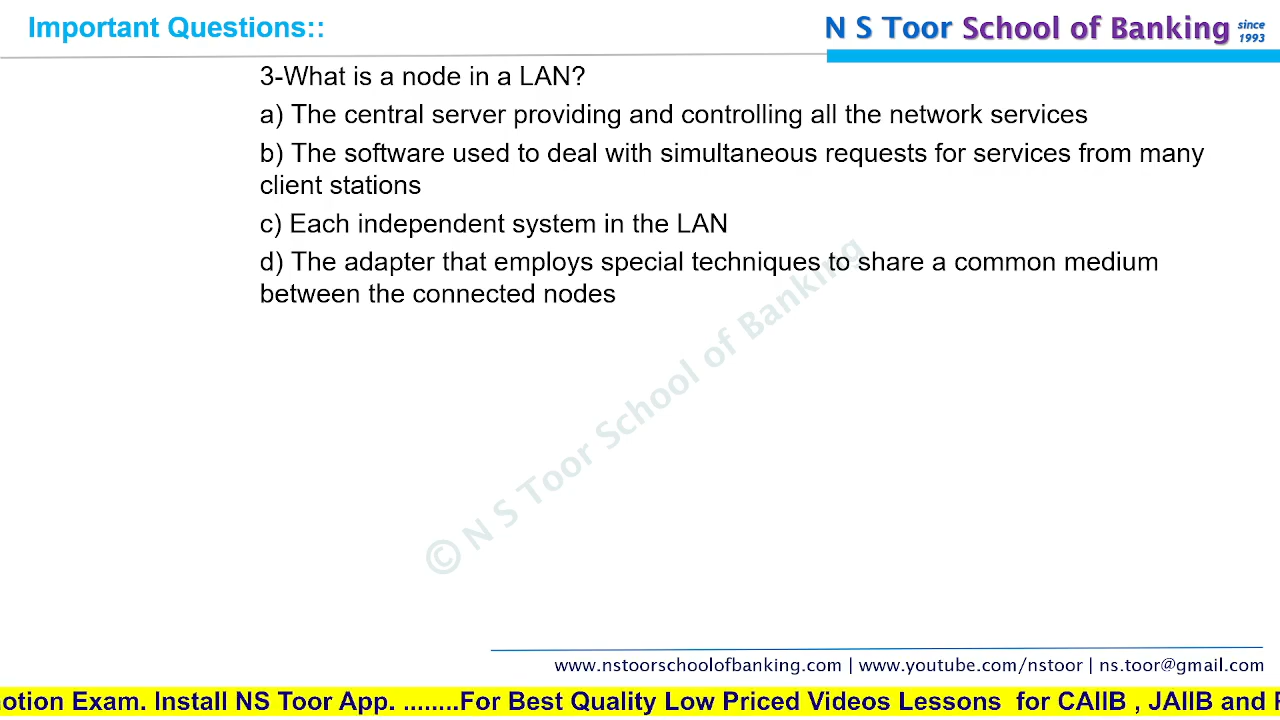 Important Questions::
N S Toor School of Banking since 1993
3-What is a node in a LAN?
a) The central server providing and controlling all the network services
b) The software used to deal with simultaneous requests for services from many
client stations
c) Each independent system in the LAN
d) The adapter that employs special techniques to share a common medium
between the connected nodes
© N S Toor School of Banking
www.nstoorschoolofbanking.com | www.youtube.com/nstoor | ns.toor@gmail.com
otion Exam. Install NS Toor App. ........For Best Quality Low Priced Videos Lessons for CAIIB , JAIIB and